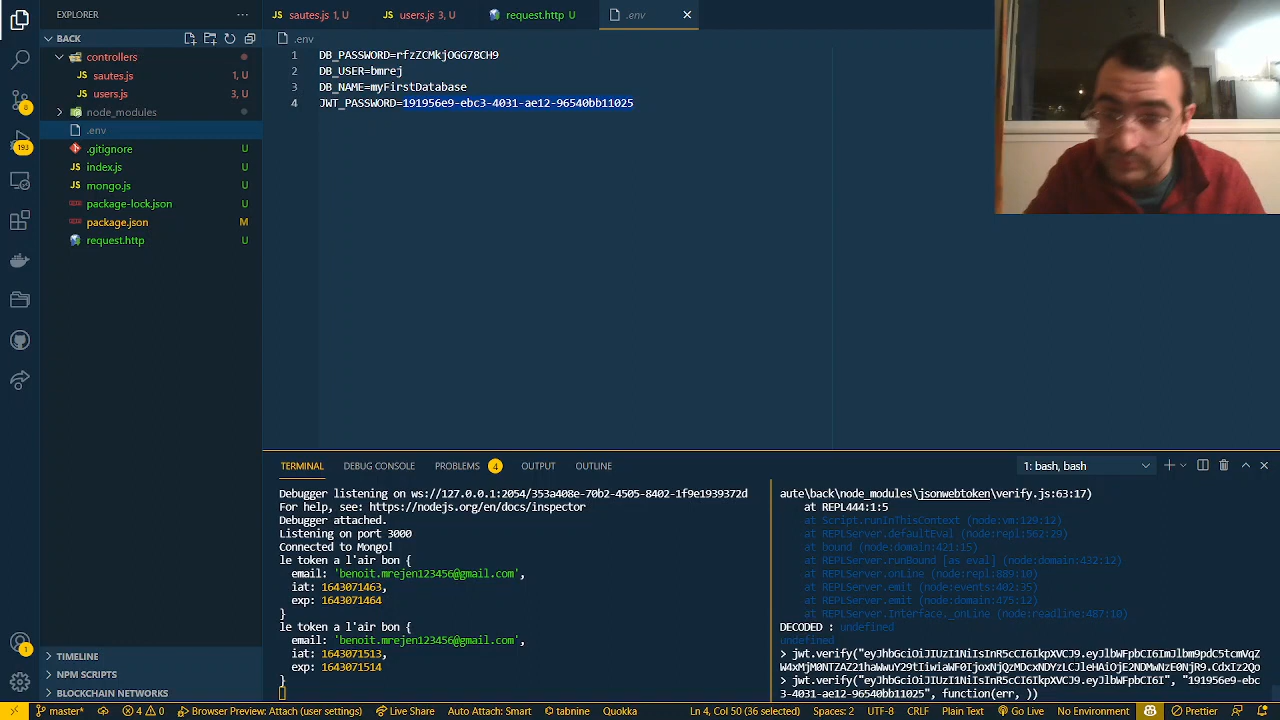 EXPLORER
sautes.js 1, U
users.js 3, U
request.http U
.env
BACK
.env
controllers
sautes.js 1, U
users.js 3, U
node_modules
.env
.gitignore U
index.js U
mongo.js U
package-lock.json U
package.json M
request.http U
1 DB_PASSWORD=rfzZCMkjOGG78CH9
2 DB_USER=bmrej
3 DB_NAME=myFirstDatabase
4 JWT_PASSWORD=191956e9-ebc3-4031-ae12-96540bb11025
8
193
1
TERMINAL DEBUG CONSOLE PROBLEMS 4 OUTPUT OUTLINE
1: bash, bash
Debugger listening on ws://127.0.0.1:2054/353a408e-70b2-4505-8402-1f9e1939372d
For help, see: https://nodejs.org/en/docs/inspector
Debugger attached.
Listening on port 3000
Connected to Mongo!
le token a l'air bon {
email: 'benoit.mrejen123456@gmail.com',
iat: 1643071463,
exp: 1643071464
}
le token a l'air bon {
email: 'benoit.mrejen123456@gmail.com',
iat: 1643071513,
exp: 1643071514
}
aute\back\node_modules\jsonwebtoken\verify.js:63:17)
at REPL444:1:5
at Script.runInThisContext (node:vm:129:12)
at REPLServer.defaultEval (node:repl:562:29)
at bound (node:domain:421:15)
at REPLServer.runBound [as eval] (node:domain:432:12)
at REPLServer.onLine (node:repl:889:10)
at REPLServer.emit (node:events:402:35)
at REPLServer.emit (node:domain:475:12)
at REPLServer.Interface._onLine (node:readline:487:10)
DECODED : undefined
undefined
> jwt.verify("eyJhbGciOiJIUzI1NiIsInR5cCI6IkpXVCJ9.eyJlbWFpbCI6ImJlbm9pdC5tcmVqZ
W4xMjM0NTZAZ21haWwuY29tIiwiaWF0IjoxNjQzMDcxNDYzLCJleHAiOjE2NDMwNzE0NjR9.CdxIz2Qo
> jwt.verify("eyJhbGciOiJIUzI1NiIsInR5cCI6IkpXVCJ9.eyJlbWFpbCI6I", "191956e9-ebc
3-4031-ae12-96540bb11025", function(err, ))
TIMELINE
NPM SCRIPTS
BLOCKCHAIN NETWORKS
master* 4 0 Browser Preview: Attach (user settings) Live Share Auto Attach: Smart tabnine Quokka Ln 4, Col 50 (36 selected) Spaces: 2 UTF-8 CRLF Plain Text Go Live No Environment Prettier